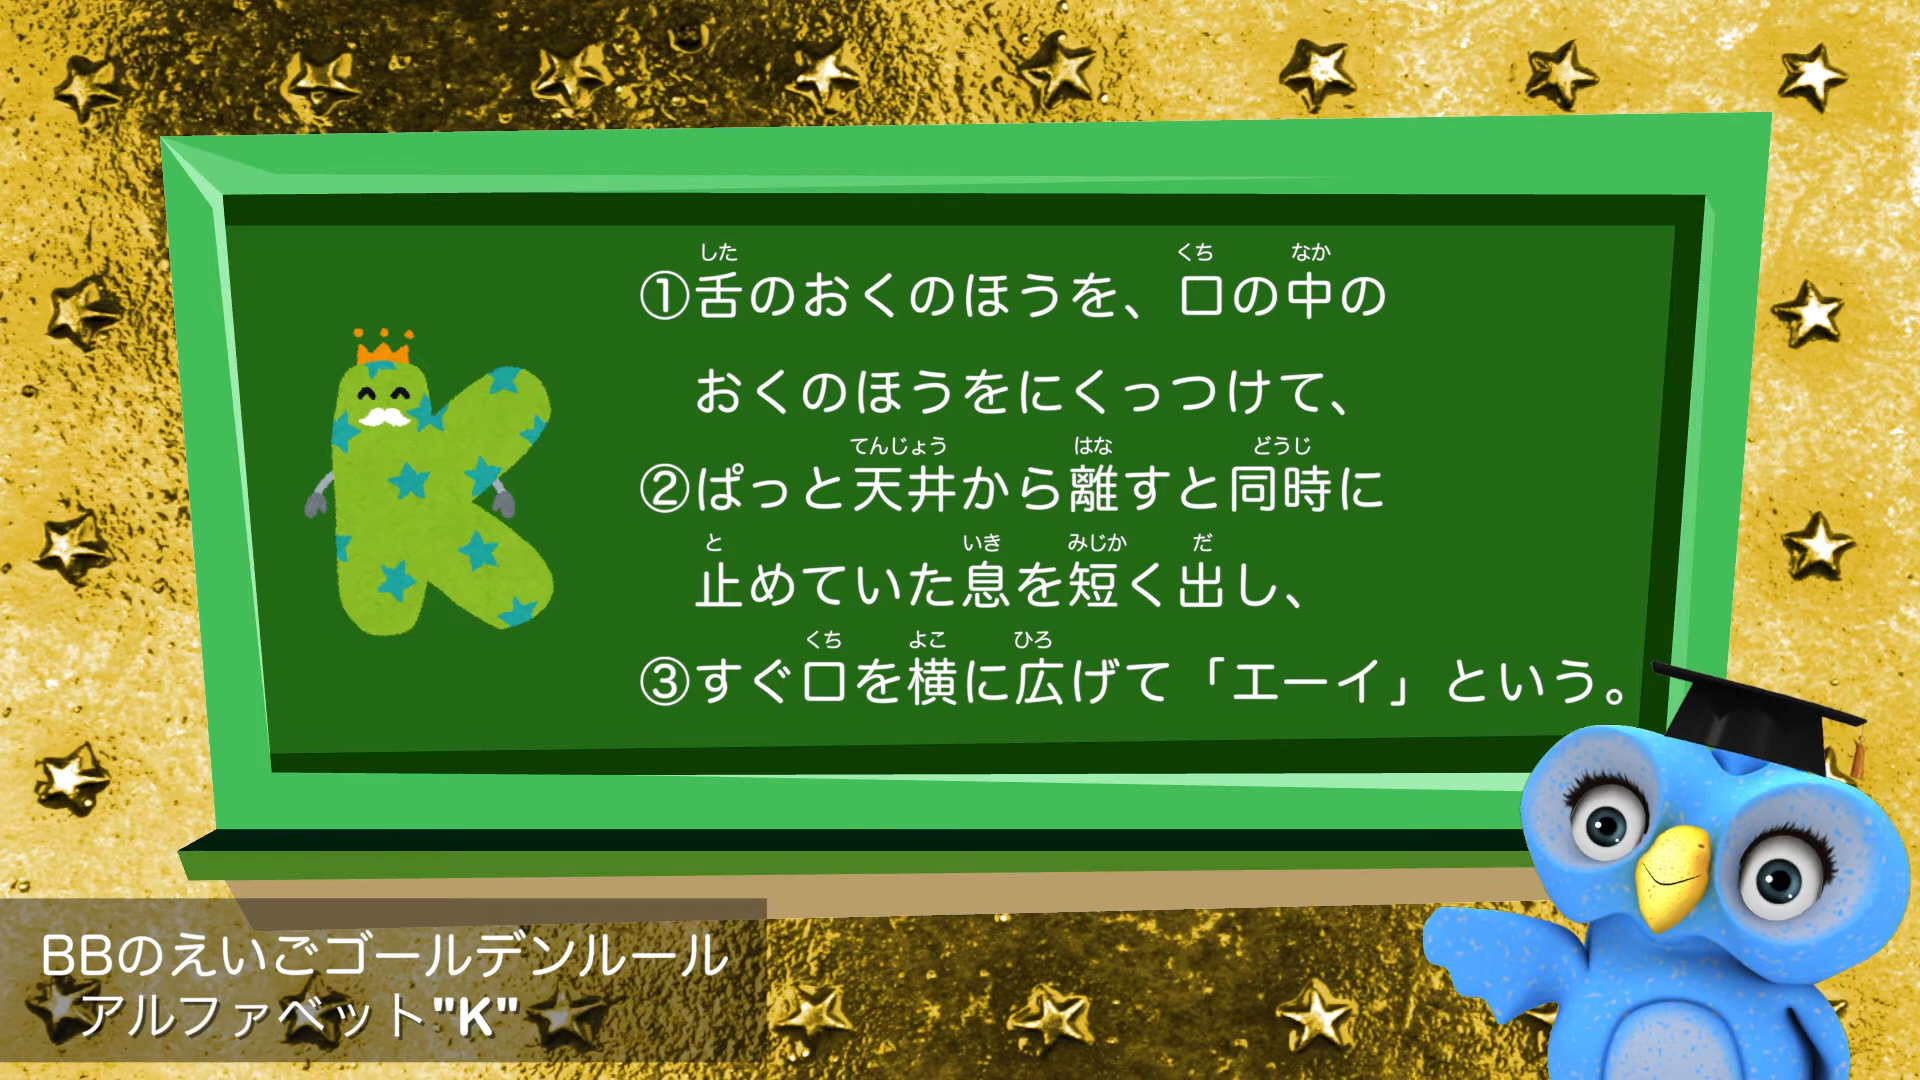 した くち なか
①舌のおくのほうを、口の中の
おくのほうをにくっつけて、
てんじょう はな どうじ
②ぱっと天井から離すと同時に
と いき みじか だ
止めていた息を短く出し、
くち よこ ひろ
③すぐ口を横に広げて「エーイ」という。
BBのえいごゴールデンルール
アルファベット"K"